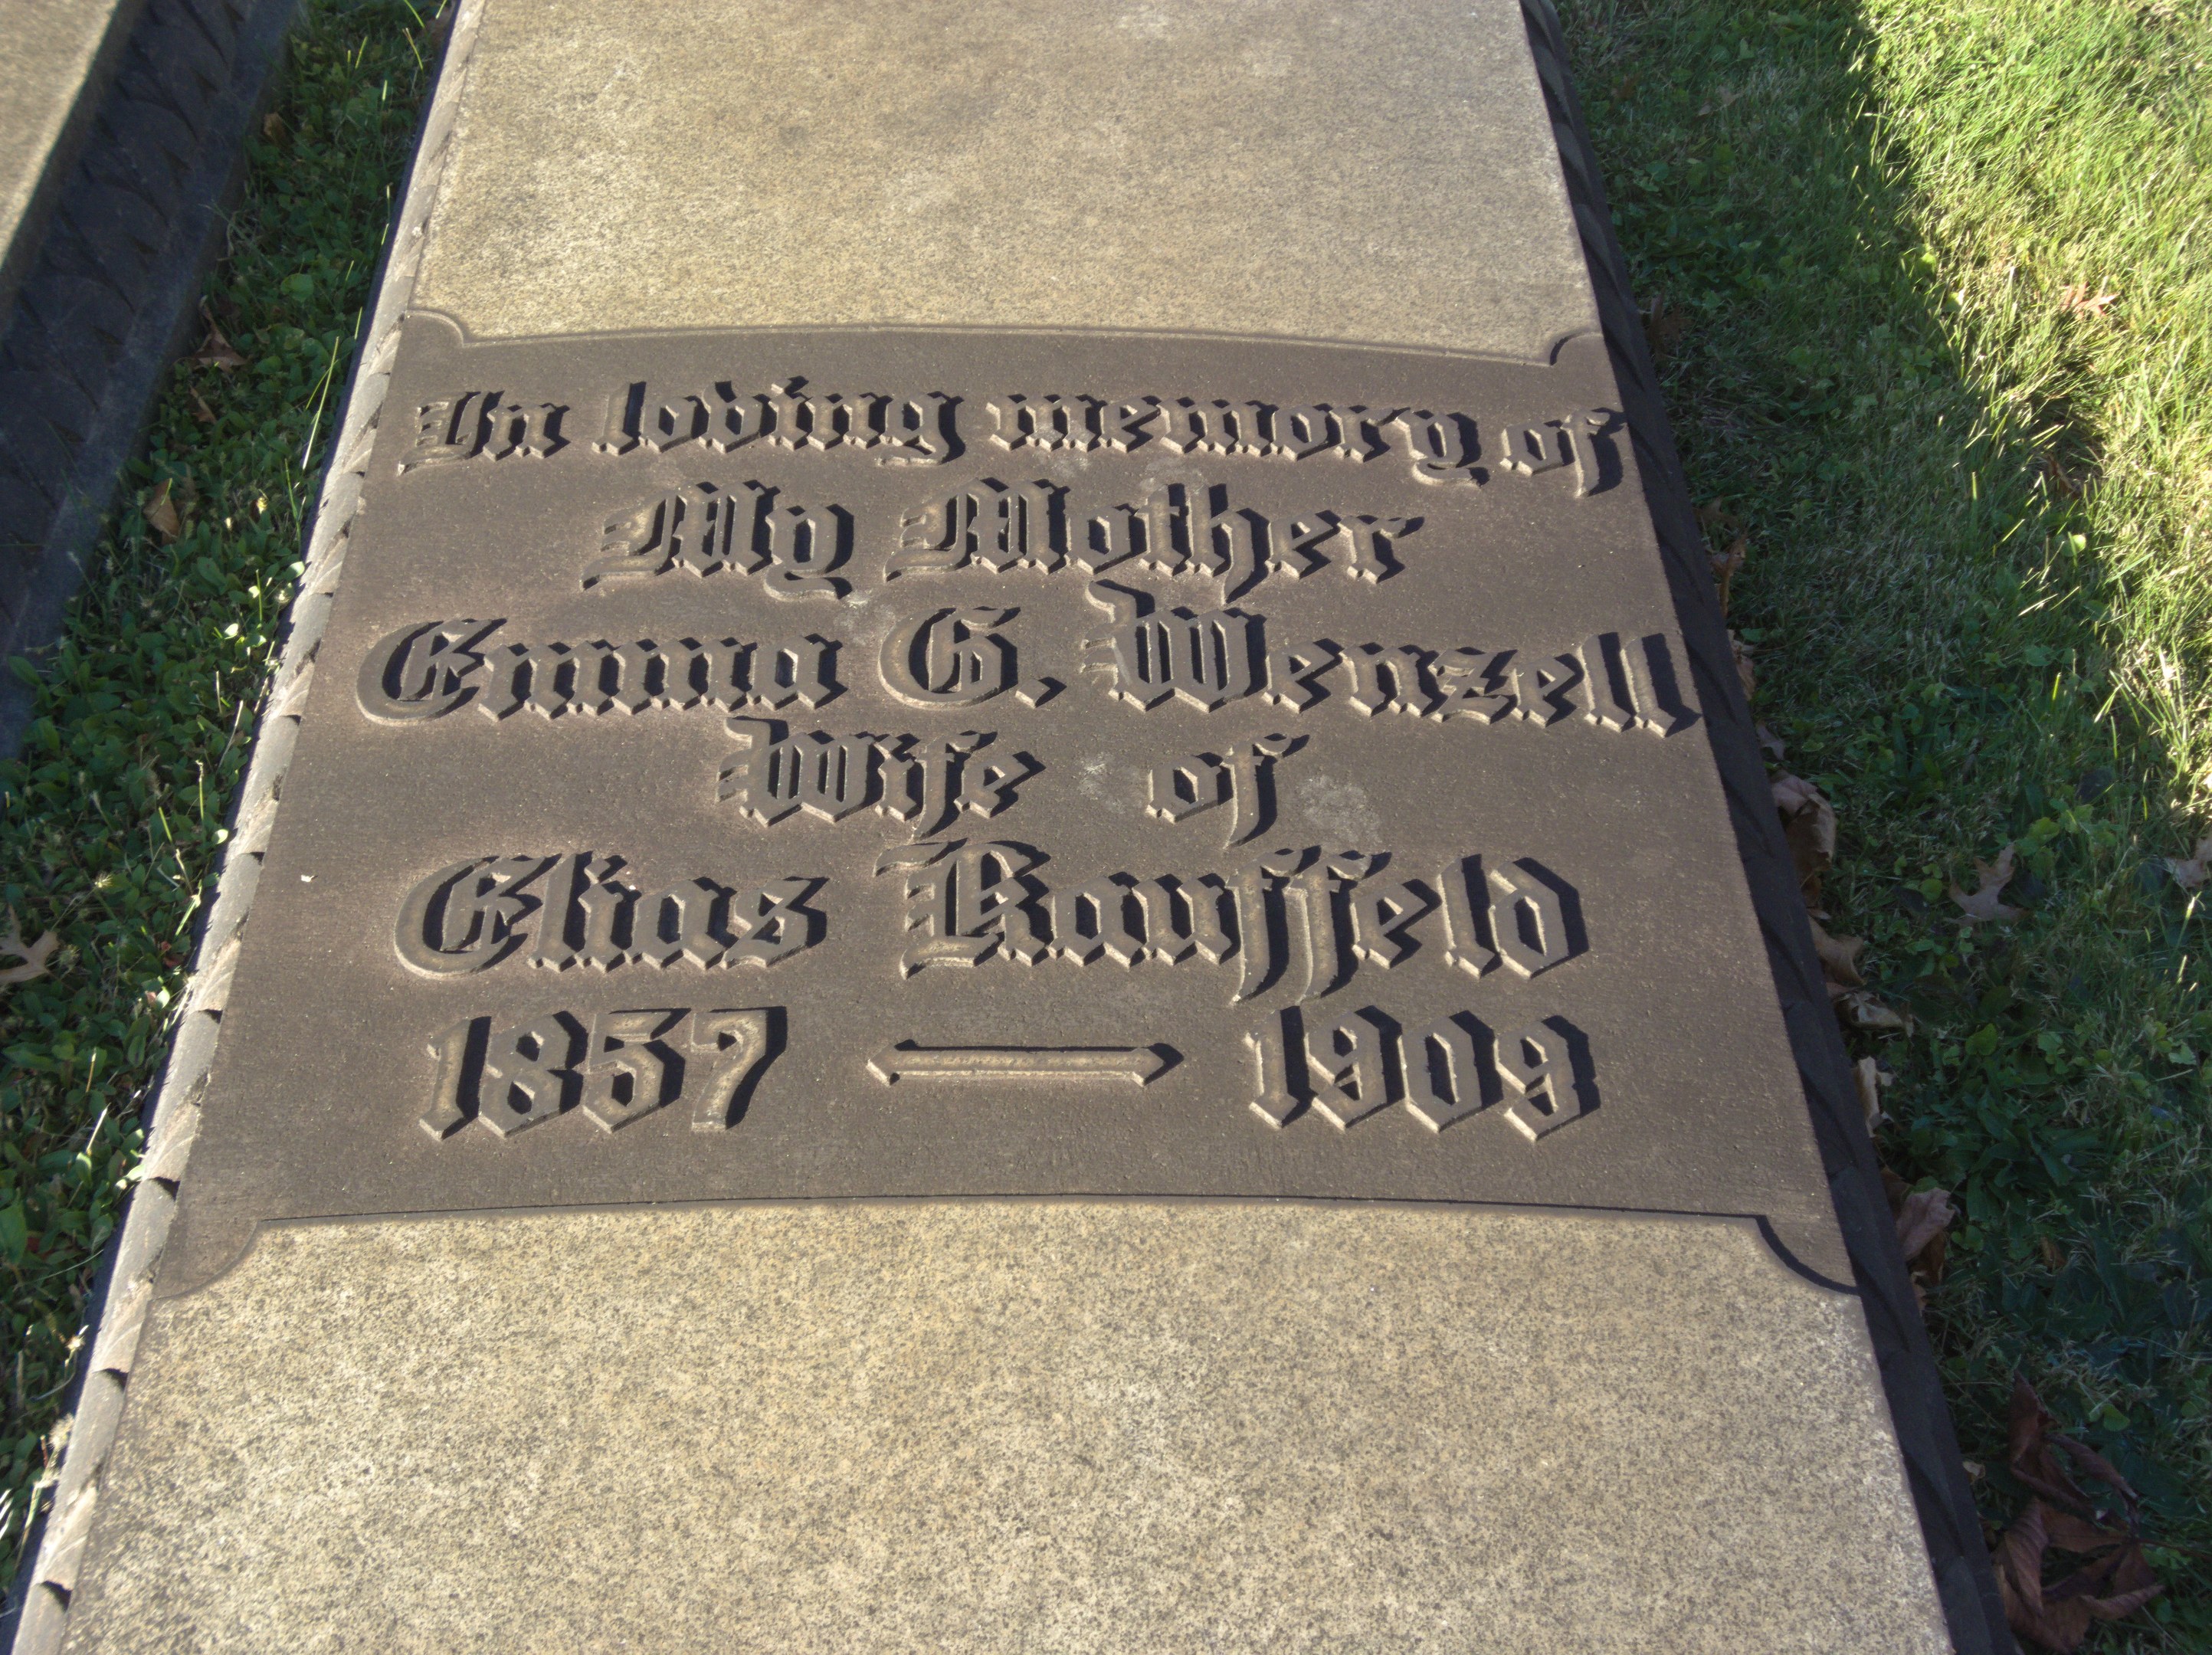 In loving memory of
My Mother
Emma G. Wenzell
Wife of
Elias Kauffeld
1857 — 1909